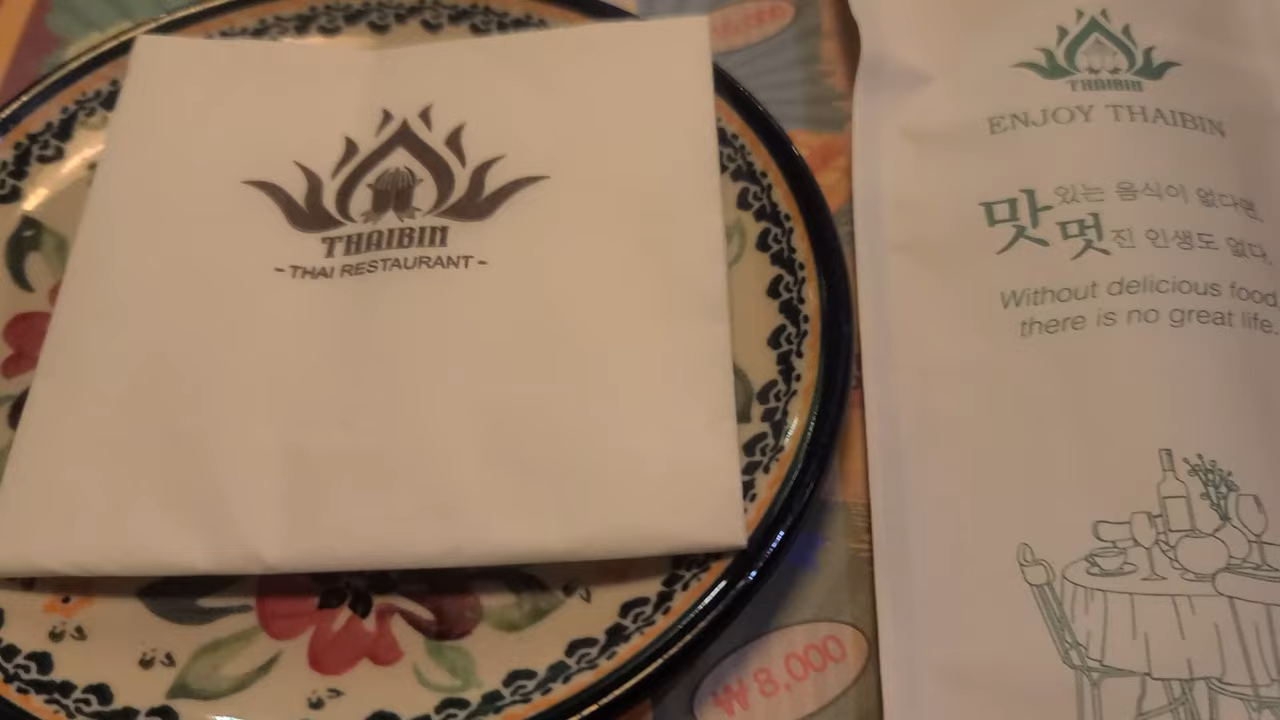 THAIBIN
~THAI RESTAURANT~
THAIBIN
ENJOY THAIBIN
맛있는 음식이 없다면,
멋진 인생도 없다.
Without delicious food,
there is no great life.
₩ 8,000